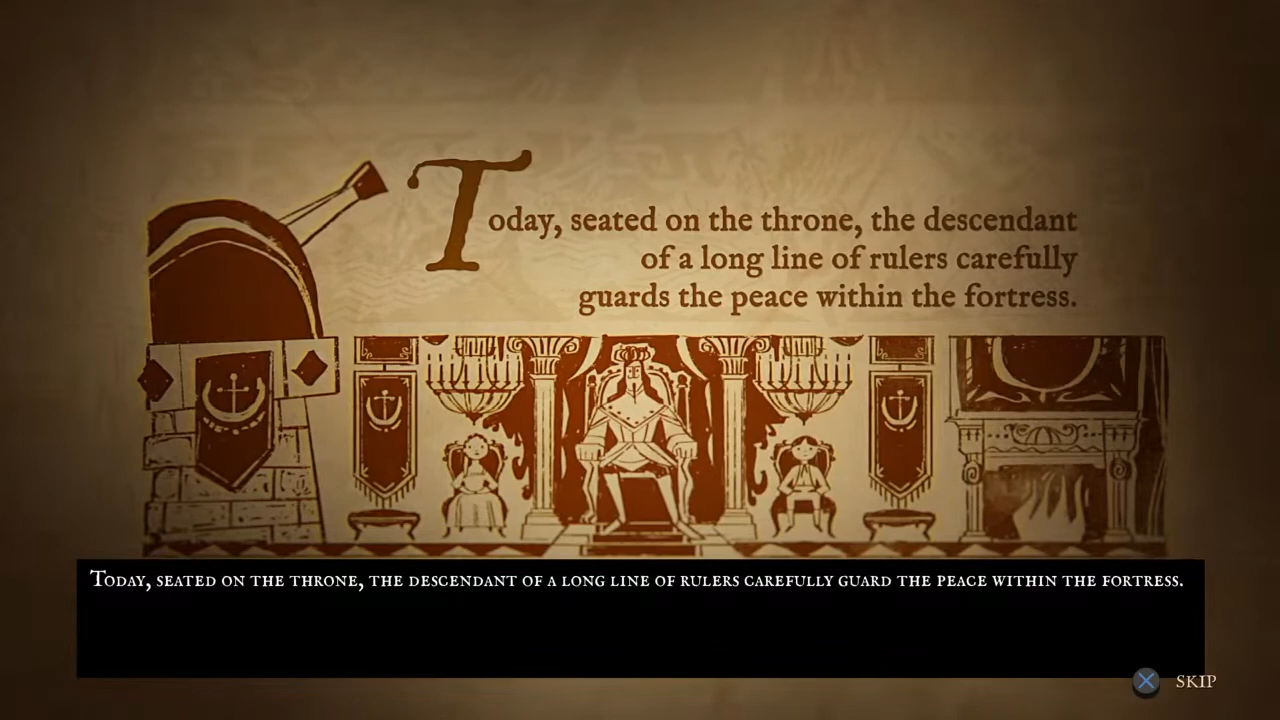 Today, seated on the throne, the descendant
of a long line of rulers carefully
guards the peace within the fortress.
Today, seated on the throne, the descendant of a long line of rulers carefully guard the peace within the fortress.
SKIP